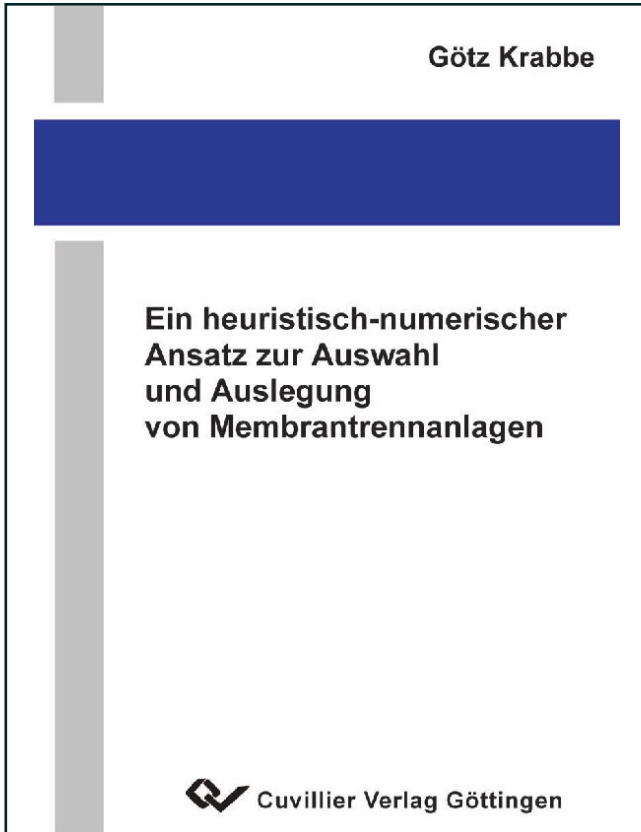 Götz Krabbe
Ein heuristisch-numerischer
Ansatz zur Auswahl
und Auslegung
von Membrantrennanlagen
Cuvillier Verlag Göttingen